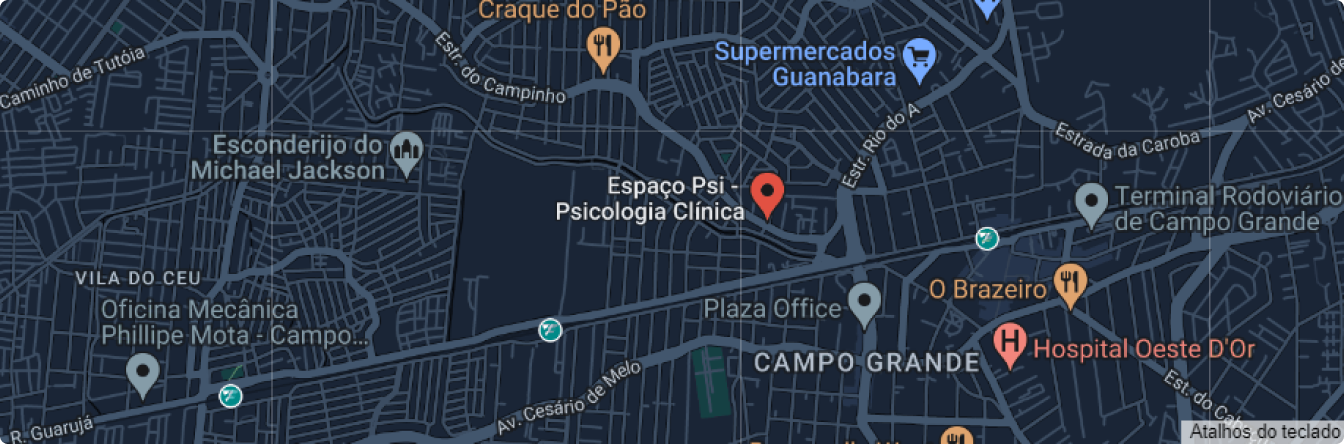 Craque do Pão
Estr. do Campinho
Caminho de Tutóia
Supermercados
Guanabara
Av. Cesário de
Estr. Rio do A
Estrada da Caroba
Esconderijo do
Michael Jackson
Espaço Psi -
Psicologia Clínica
Terminal Rodoviário
de Campo Grande
VILA DO CEU
Oficina Mecânica
Phillipe Mota - Campo...
O Brazeiro
Plaza Office
H
Hospital Oeste D'Or
CAMPO GRANDE
Av. Cesário de Melo
Est. do
R. Guarujá
Atalhos do teclado